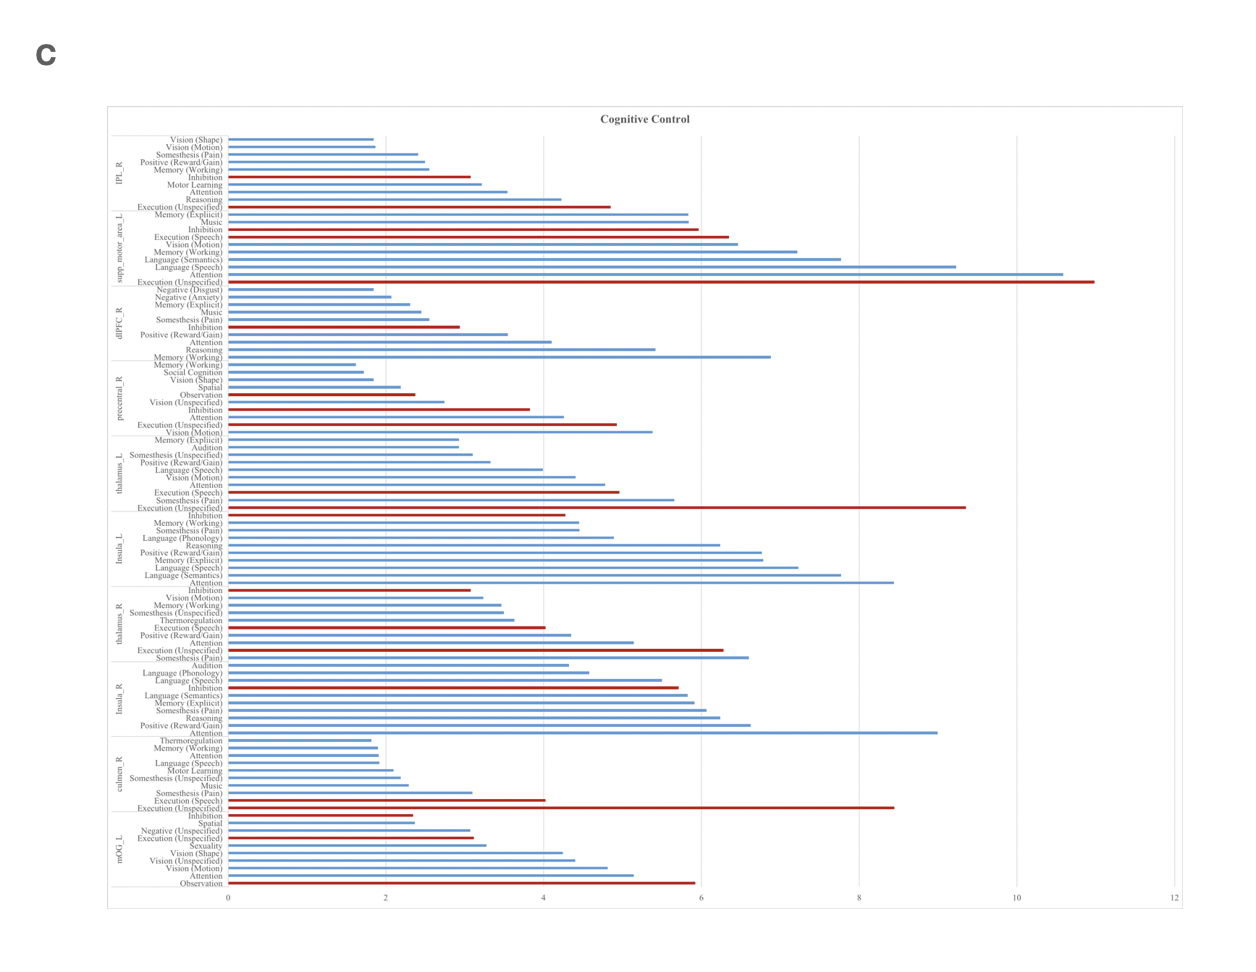 C
Cognitive Control
IPL_R
Vision (Shape)
Vision (Motion)
Somesthesis (Pain)
Positive (Reward/Gain)
Memory (Working)
Inhibition
Motor Learning
Attention
Reasoning
Execution (Unspecified)
supp_motor_area_L
Memory (Expliicit)
Music
Inhibition
Execution (Speech)
Vision (Motion)
Memory (Working)
Language (Semantics)
Language (Speech)
Attention
Execution (Unspecified)
dlPFC_R
Negative (Disgust)
Negative (Anxiety)
Memory (Expliicit)
Music
Somesthesis (Pain)
Inhibition
Positive (Reward/Gain)
Attention
Reasoning
Memory (Working)
precentral_R
Memory (Working)
Social Cognition
Vision (Shape)
Spatial
Observation
Vision (Unspecified)
Inhibition
Attention
Execution (Unspecified)
Vision (Motion)
thalamus_L
Memory (Expliicit)
Audition
Somesthesis (Unspecified)
Positive (Reward/Gain)
Language (Speech)
Vision (Motion)
Attention
Execution (Speech)
Somesthesis (Pain)
Execution (Unspecified)
Insula_L
Inhibition
Memory (Working)
Somesthesis (Pain)
Language (Phonology)
Reasoning
Positive (Reward/Gain)
Memory (Expliicit)
Language (Speech)
Language (Semantics)
Attention
thalamus_R
Inhibition
Vision (Motion)
Memory (Working)
Somesthesis (Unspecified)
Thermoregulation
Execution (Speech)
Positive (Reward/Gain)
Attention
Execution (Unspecified)
Somesthesis (Pain)
Insula_R
Audition
Language (Phonology)
Language (Speech)
Inhibition
Language (Semantics)
Memory (Expliicit)
Somesthesis (Pain)
Reasoning
Positive (Reward/Gain)
Attention
culmen_R
Thermoregulation
Memory (Working)
Attention
Language (Speech)
Motor Learning
Somesthesis (Unspecified)
Music
Somesthesis (Pain)
Execution (Speech)
Execution (Unspecified)
mOG_L
Inhibition
Spatial
Negative (Unspecified)
Execution (Unspecified)
Sexuality
Vision (Shape)
Vision (Unspecified)
Vision (Motion)
Attention
Observation
0 2 4 6 8 10 12